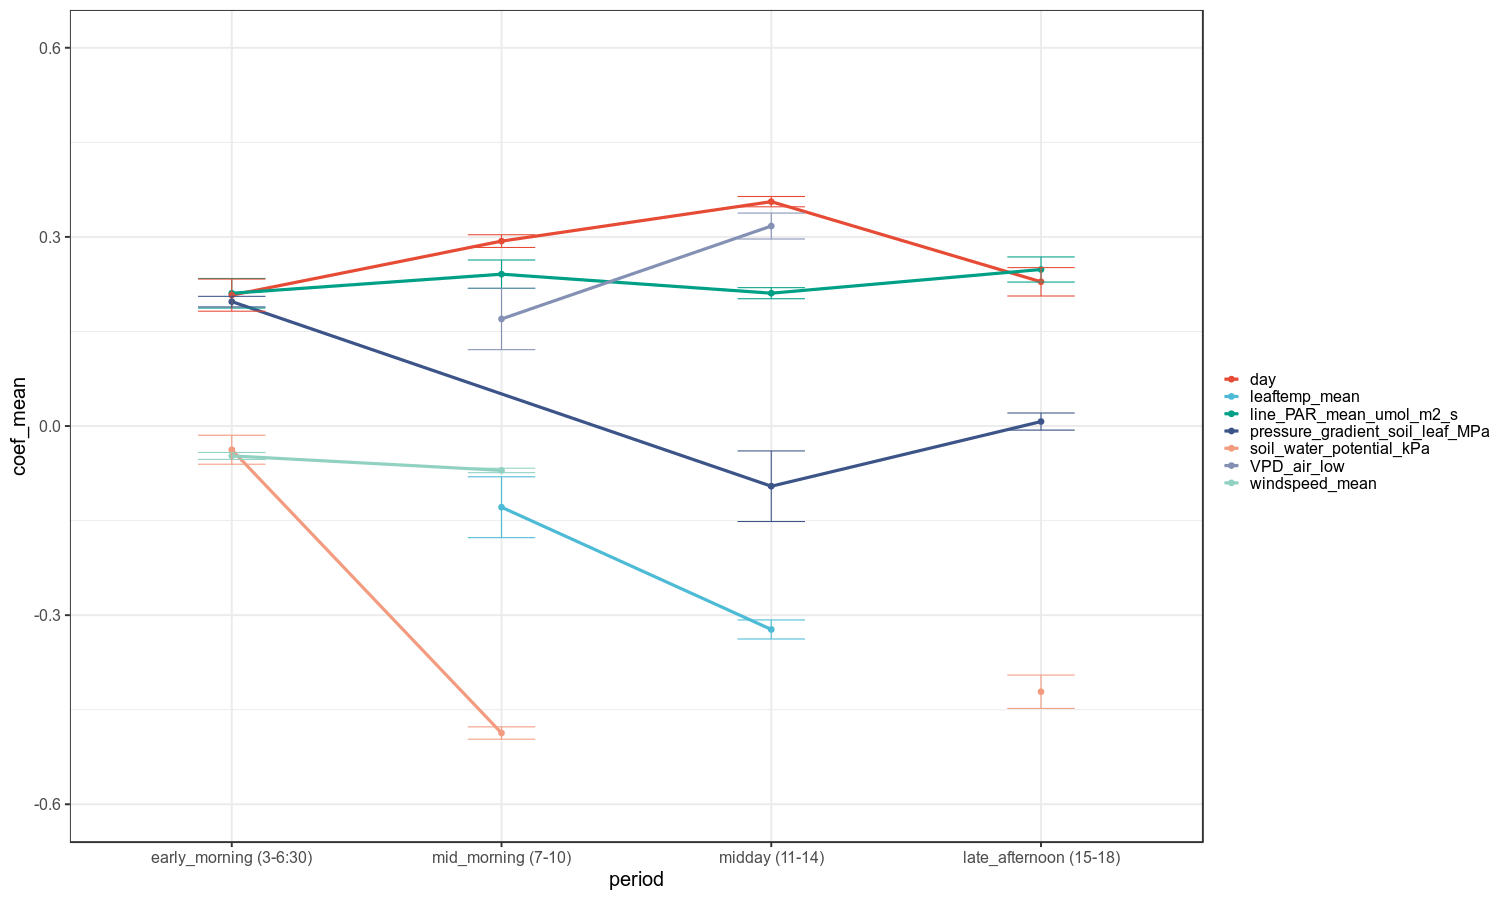 coef_mean
0.6
0.3
0.0
-0.3
-0.6
early_morning (3-6:30)
mid_morning (7-10)
midday (11-14)
late_afternoon (15-18)
period
day
leaftemp_mean
line_PAR_mean_umol_m2_s
pressure_gradient_soil_leaf_MPa
soil_water_potential_kPa
VPD_air_low
windspeed_mean